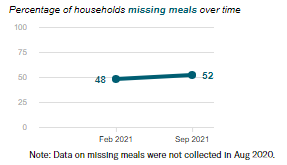 Percentage of households missing meals over time
100
75
50
25
0
48
52
Feb 2021
Sep 2021
Note: Data on missing meals were not collected in Aug 2020.